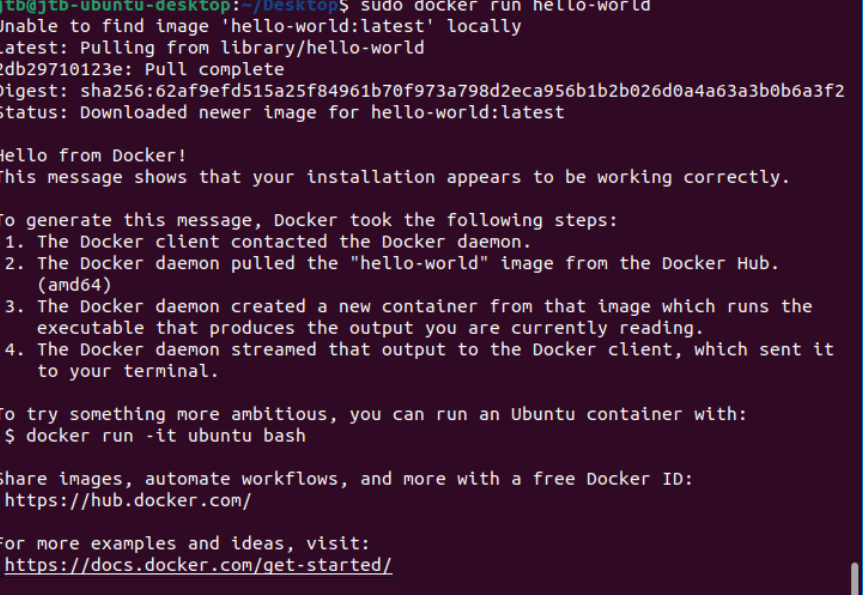 jtb@jtb-ubuntu-desktop:~/Desktop$ sudo docker run hello-world
Unable to find image 'hello-world:latest' locally
latest: Pulling from library/hello-world
2db29710123e: Pull complete
Digest: sha256:62af9efd515a25f84961b70f973a798d2eca956b1b2b026d0a4a63a3b0b6a3f2
Status: Downloaded newer image for hello-world:latest

Hello from Docker!
This message shows that your installation appears to be working correctly.

To generate this message, Docker took the following steps:
1. The Docker client contacted the Docker daemon.
2. The Docker daemon pulled the "hello-world" image from the Docker Hub.
(amd64)
3. The Docker daemon created a new container from that image which runs the
executable that produces the output you are currently reading.
4. The Docker daemon streamed that output to the Docker client, which sent it
to your terminal.

To try something more ambitious, you can run an Ubuntu container with:
$ docker run -it ubuntu bash

Share images, automate workflows, and more with a free Docker ID:
https://hub.docker.com/

For more examples and ideas, visit:
https://docs.docker.com/get-started/